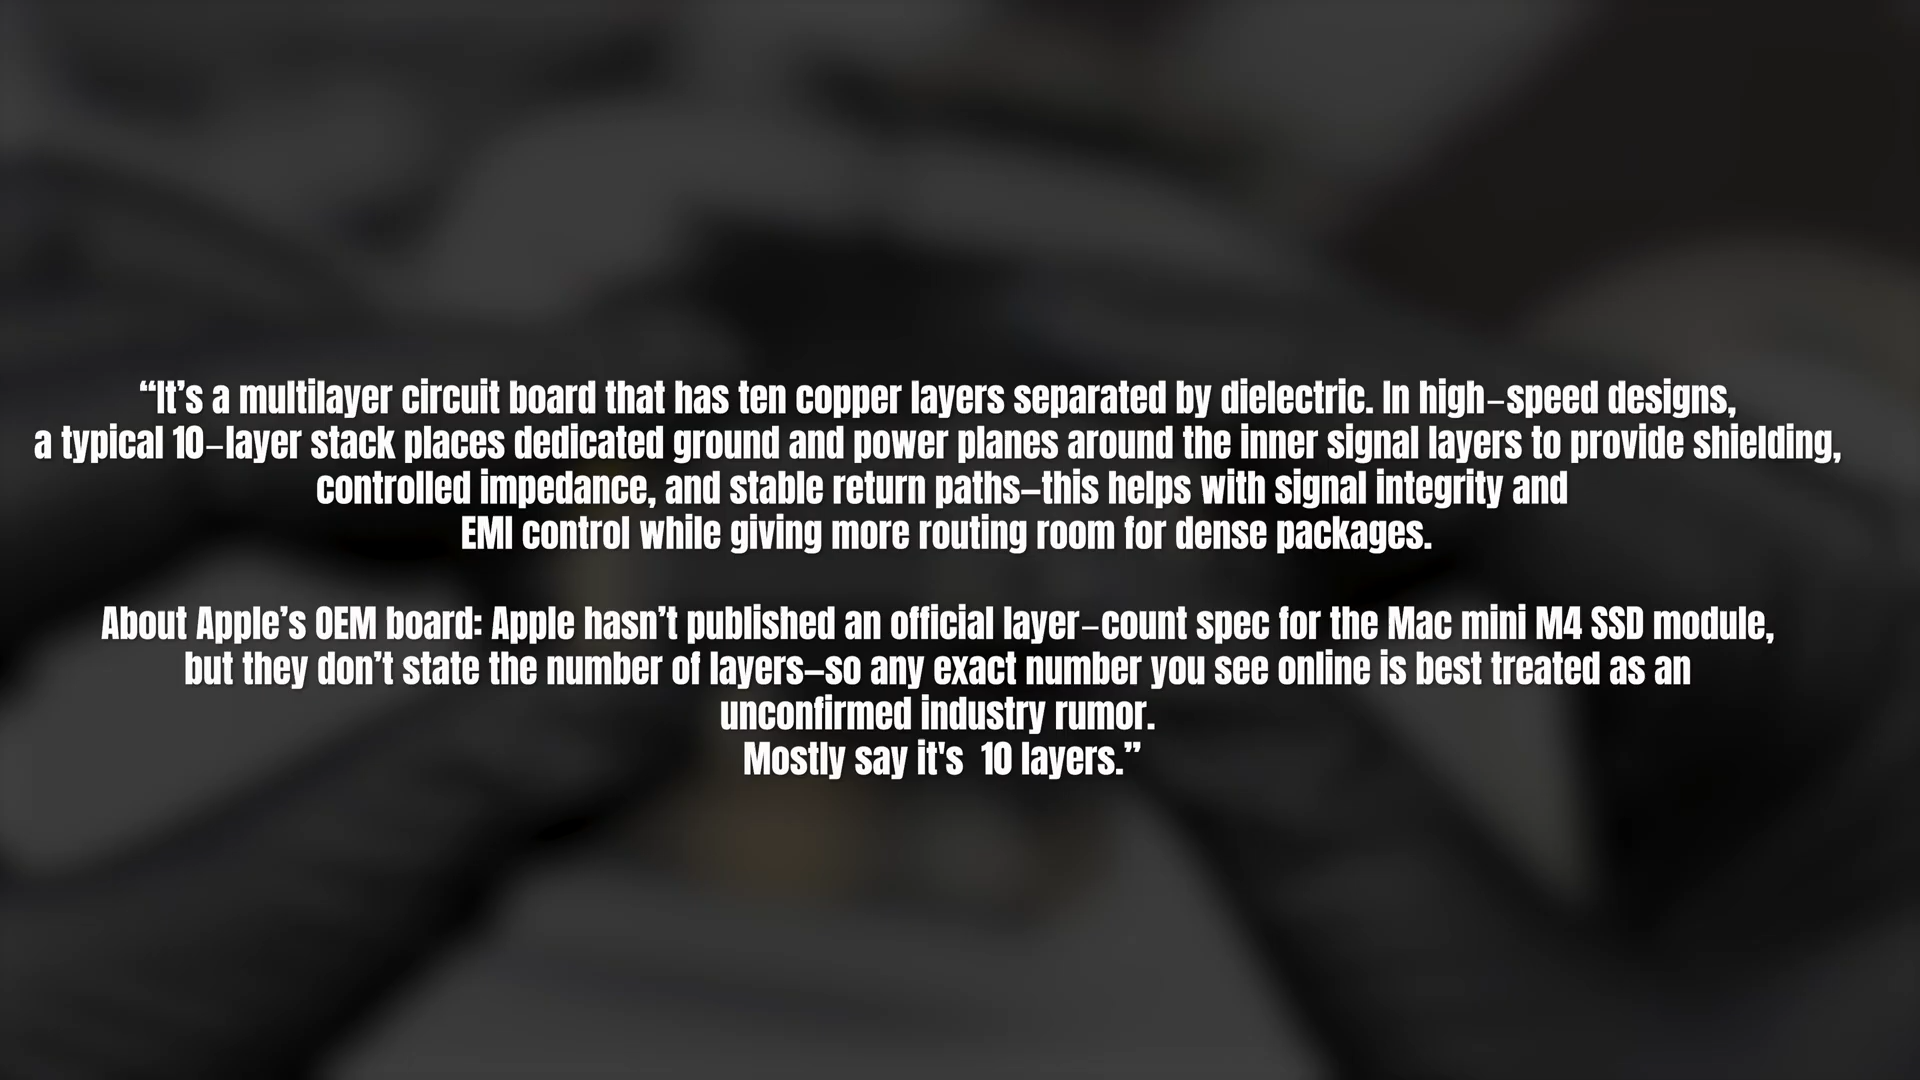 “It’s a multilayer circuit board that has ten copper layers separated by dielectric. In high-speed designs,
a typical 10-layer stack places dedicated ground and power planes around the inner signal layers to provide shielding,
controlled impedance, and stable return paths—this helps with signal integrity and
EMI control while giving more routing room for dense packages.
About Apple’s OEM board: Apple hasn’t published an official layer-count spec for the Mac mini M4 SSD module,
but they don’t state the number of layers—so any exact number you see online is best treated as an
unconfirmed industry rumor.
Mostly say it's  10 layers.”